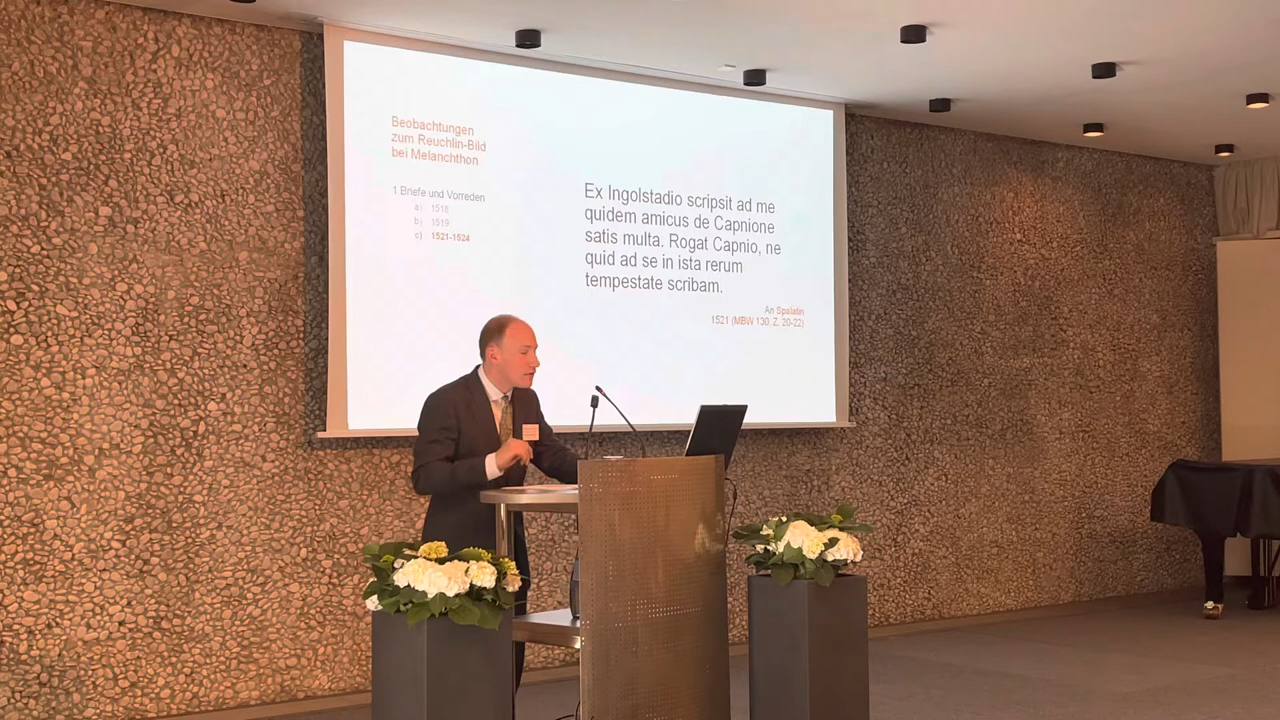 Beobachtungen
zum Reuchlin-Bild
bei Melanchthon
1 Briefe und Vorreden
a) 1518
b) 1519
c) 1521-1524
Ex Ingolstadio scripsit ad me
quidem amicus de Capnione
satis multa. Rogat Capnio, ne
quid ad se in ista rerum
tempestate scribam.
An Spalatin
1521 (MBW 130, Z. 20-22)